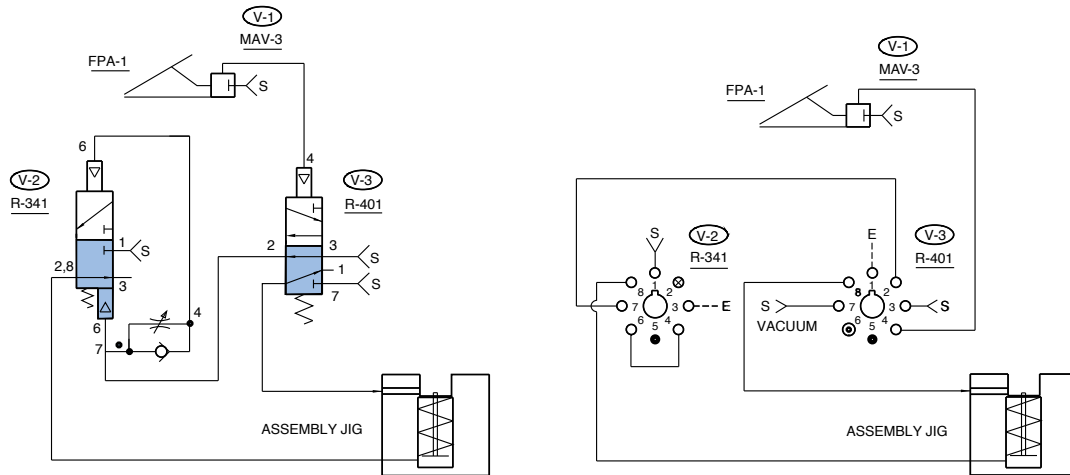 V-1
MAV-3
FPA-1
S
6
4
V-2
R-341
V-3
R-401
1
S
2
3
S
2,8
3
1
7
S
6
4
7
ASSEMBLY JIG
V-1
MAV-3
FPA-1
S
S
V-2
R-341
E
V-3
R-401
8
1
2
7
3
E
6
5
4
8
1
2
S
7
3
S
VACUUM
6
5
4
ASSEMBLY JIG